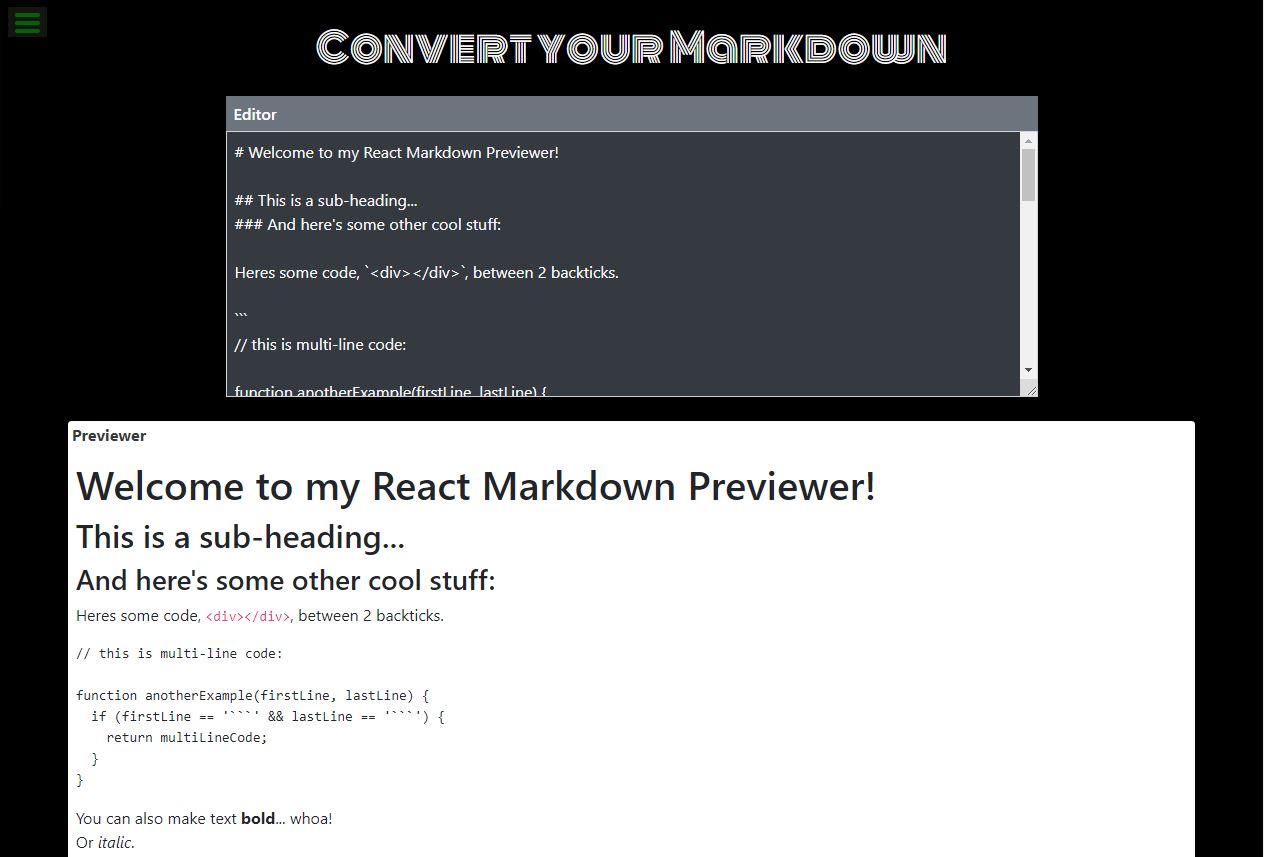 Convert your Markdown
Editor
# Welcome to my React Markdown Previewer!
## This is a sub-heading...
### And here's some other cool stuff:
Heres some code, `<div></div>`, between 2 backticks.
```
// this is multi-line code:
function anotherExample(firstLine, lastLine) {
Previewer
Welcome to my React Markdown Previewer!
This is a sub-heading...
And here's some other cool stuff:
Heres some code, <div></div>, between 2 backticks.
// this is multi-line code:
function anotherExample(firstLine, lastLine) {
  if (firstLine == '```' && lastLine == '```') {
    return multiLineCode;
  }
}
You can also make text bold... whoa!
Or italic.